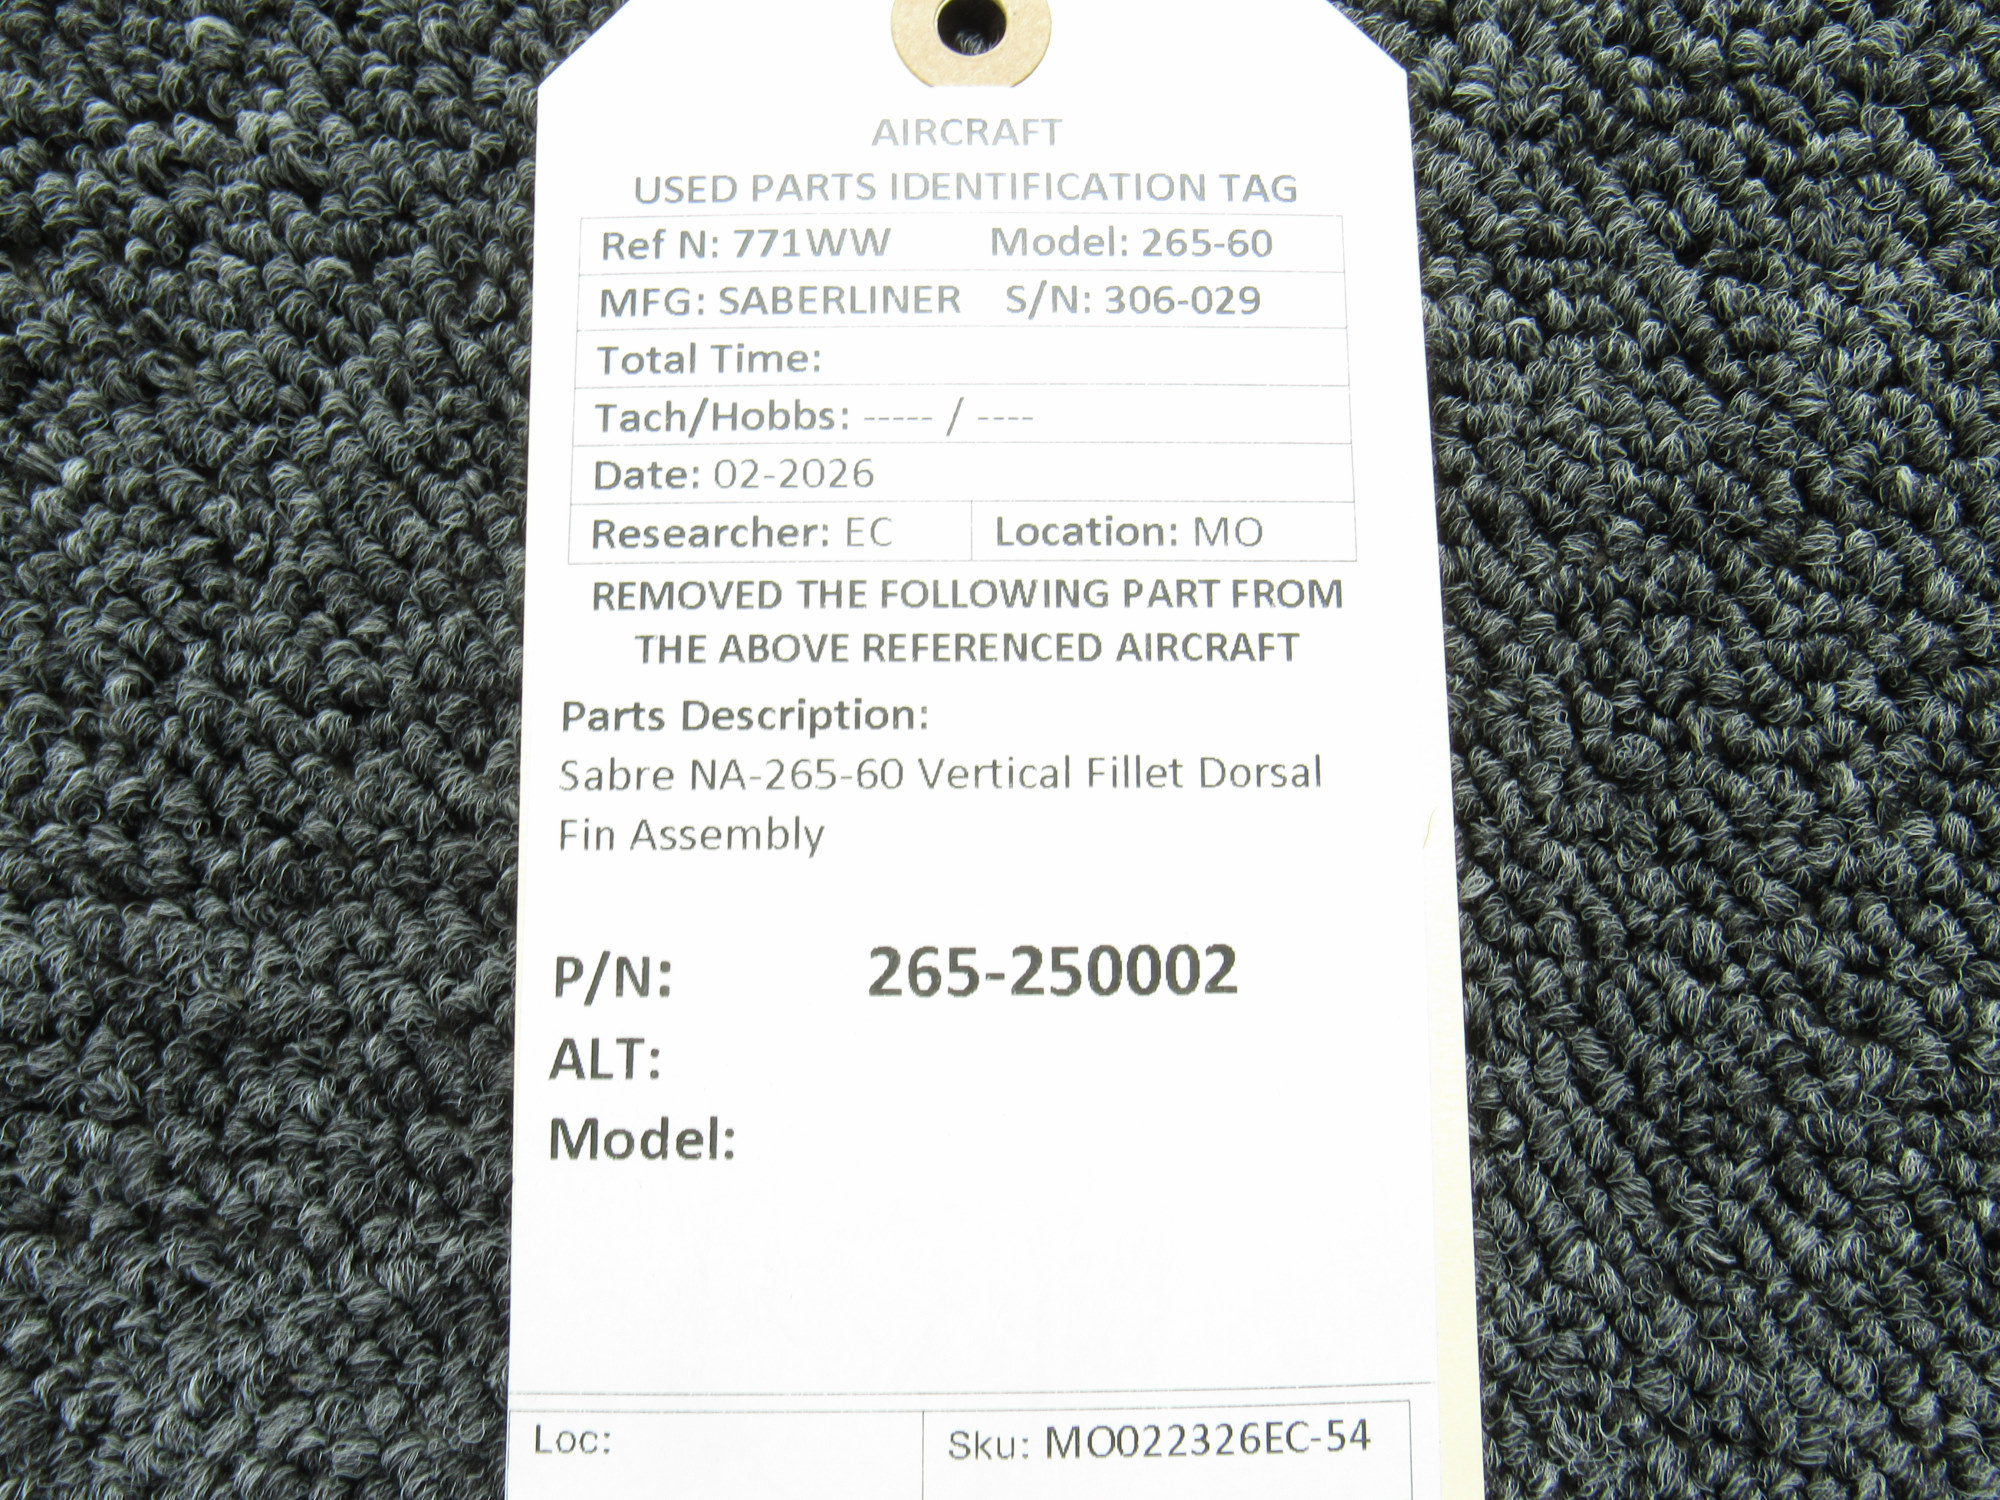 AIRCRAFT
USED PARTS IDENTIFICATION TAG
Ref N: 771WW Model: 265-60
MFG: SABERLINER S/N: 306-029
Total Time:
Tach/Hobbs: ----- / ----
Date: 02-2026
Researcher: EC Location: MO
REMOVED THE FOLLOWING PART FROM
THE ABOVE REFERENCED AIRCRAFT
Parts Description:
Sabre NA-265-60 Vertical Fillet Dorsal
Fin Assembly
P/N: 265-250002
ALT:
Model:
Loc: Sku: MO022326EC-54